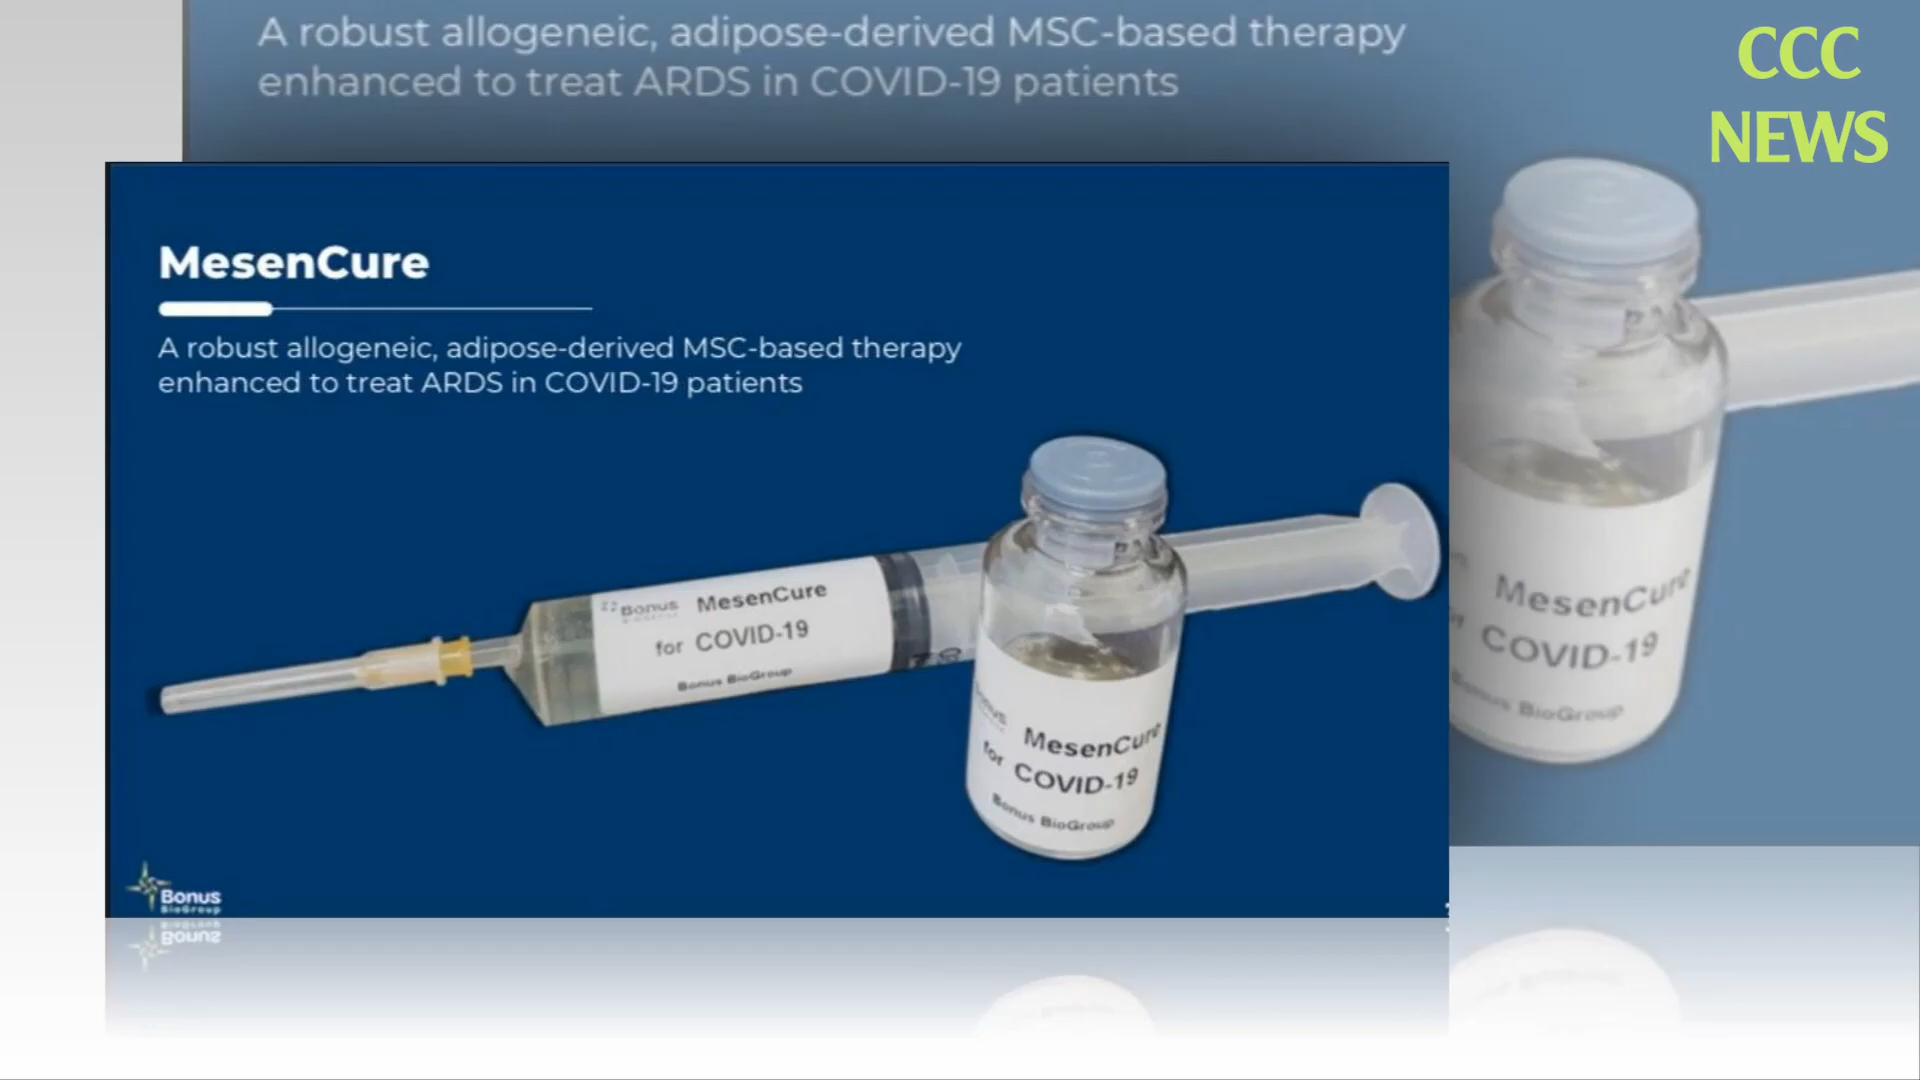 A robust allogeneic, adipose-derived MSC-based therapy
enhanced to treat ARDS in COVID-19 patients
CCC
NEWS
MesenCure
A robust allogeneic, adipose-derived MSC-based therapy
enhanced to treat ARDS in COVID-19 patients
Bonus MesenCure
for COVID-19
Bonus BioGroup
Bonus
MesenCure
for COVID-19
Bonus BioGroup
MesenCure
COVID-19
Bonus BioGroup
Bonus
BioGroup